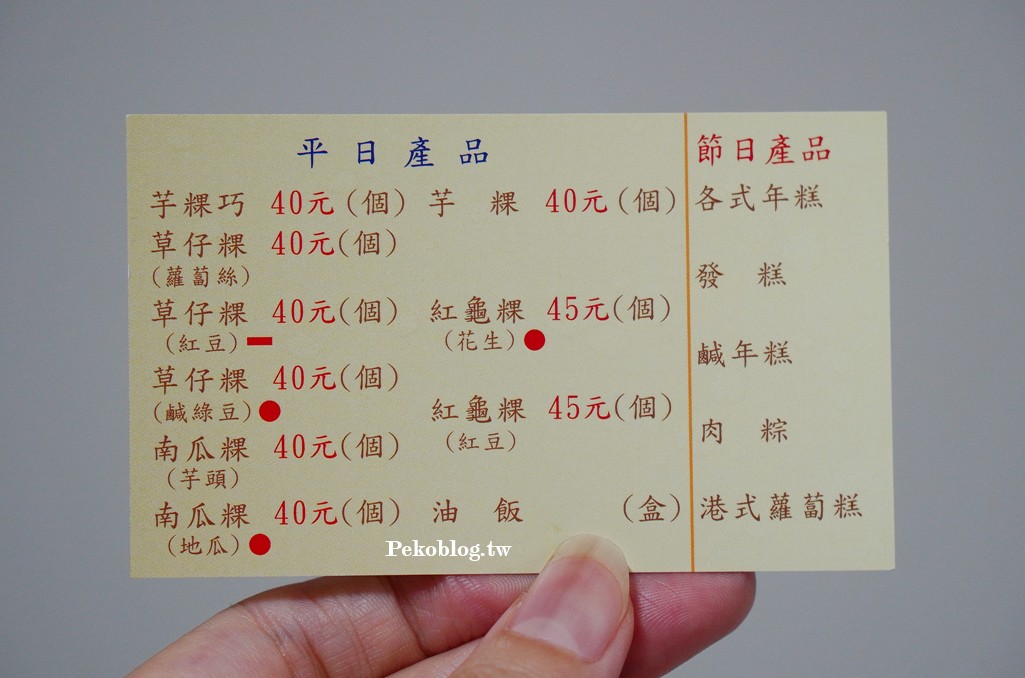 平日產品
芋粿巧 40元(個) 芋粿 40元(個)
草仔粿 40元(個)
(蘿蔔絲)
草仔粿 40元(個) 紅龜粿 45元(個)
(紅豆) (花生)
草仔粿 40元(個)
(鹹綠豆)
紅龜粿 45元(個)
(紅豆)
南瓜粿 40元(個)
(芋頭)
南瓜粿 40元(個) 油飯 (盒)
(地瓜)
節日產品
各式年糕
發糕
鹹年糕
肉粽
港式蘿蔔糕
Pekoblog.tw